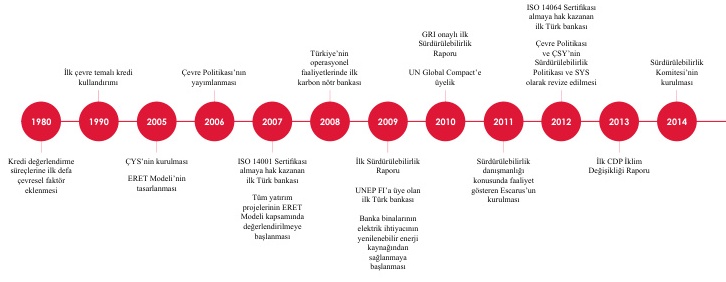 ISO 14064 Sertifikası
almaya hak kazanan
ilk Türk bankası
Çevre Politikası
ve ÇSY'nin
Sürdürülebilirlik
Politikası ve SYS
olarak revize edilmesi
GRI onaylı ilk
Sürdürülebilirlik
Raporu
UN Global Compact'e
üyelik
Türkiye'nin
operasyonel
faaliyetlerinde ilk
karbon nötr bankası
Sürdürülebilirlik
Komitesi'nin
kurulması
İlk çevre temalı kredi
kullandırımı
Çevre Politikası'nın
yayımlanması
1980
1990
2005
2006
2007
2008
2009
2010
2011
2012
2013
2014
Kredi değerlendirme
süreçlerine ilk defa
çevresel faktör
eklenmesi
ÇYS'nin kurulması
ERET Modeli'nin
tasarlanması
ISO 14001 Sertifikası
almaya hak kazanan
ilk Türk bankası
Tüm yatırım
projelerinin ERET
Modeli kapsamında
değerlendirilmeye
başlanması
İlk Sürdürülebilirlik
Raporu
UNEP FI'a üye olan
ilk Türk bankası
Banka binalarının
elektrik ihtiyacının
yenilenebilir enerji
kaynağından
sağlanmaya
başlanması
Sürdürülebilirlik
danışmanlığı
konusunda faaliyet
gösteren Escarus'un
kurulması
İlk CDP İklim
Değişikliği Raporu